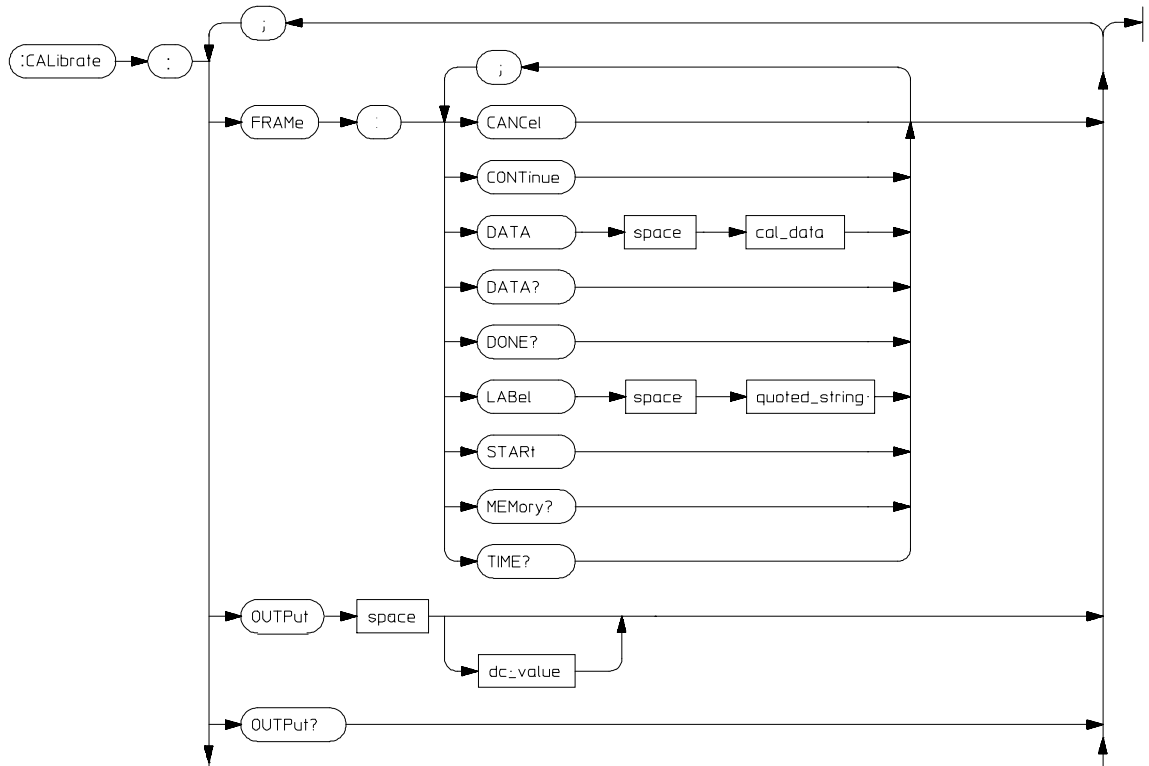 ;
:CALibrate :
;
FRAMe : CANCel
CONTinue
DATA space cal_data
DATA?
DONE?
LABel space quoted_string
STARt
MEMory?
TIME?
OUTPut space
dc_value
OUTPut?